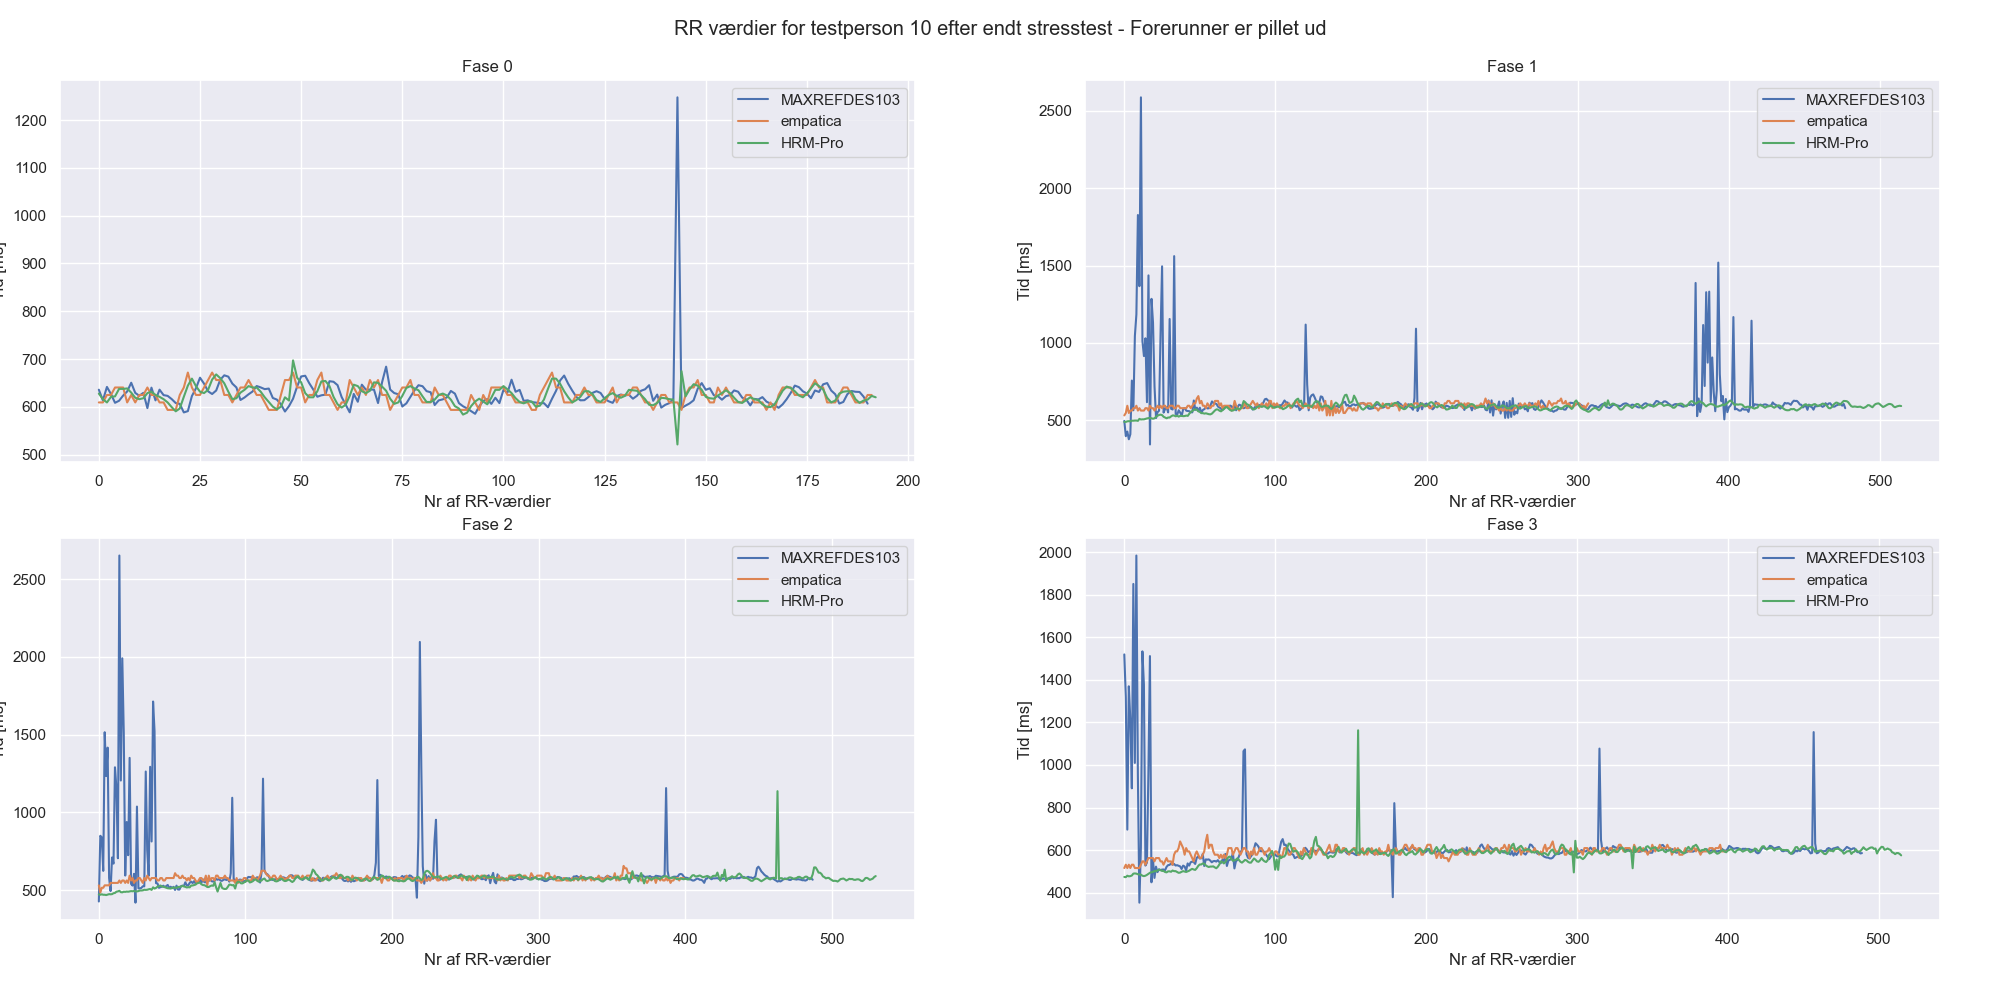 RR værdier for testperson 10 efter endt stresstest - Forerunner er pillet ud
Fase 0
MAXREFDES103
empatica
HRM-Pro
1200
1100
1000
900
800
700
600
500
0 25 50 75 100 125 150 175 200
Nr af RR-værdier
Fase 1
MAXREFDES103
empatica
HRM-Pro
Tid [ms]
2500
2000
1500
1000
500
0 100 200 300 400 500
Nr af RR-værdier
Fase 2
MAXREFDES103
empatica
HRM-Pro
2500
2000
1500
1000
500
0 100 200 300 400 500
Nr af RR-værdier
Fase 3
MAXREFDES103
empatica
HRM-Pro
Tid [ms]
2000
1800
1600
1400
1200
1000
800
600
400
0 100 200 300 400 500
Nr af RR-værdier